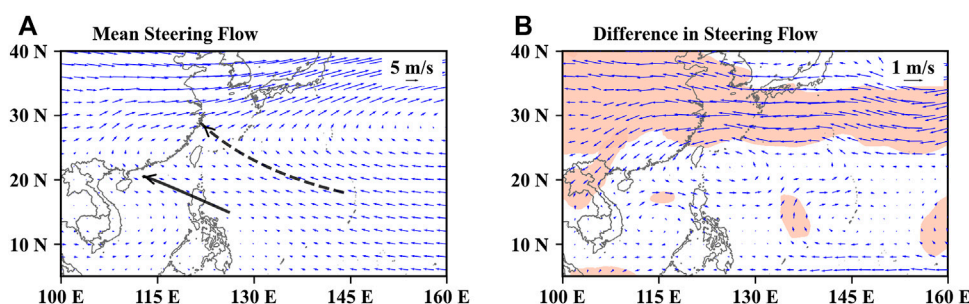 A Mean Steering Flow
40 N
30 N
20 N
10 N
5 m/s
100 E 115 E 130 E 145 E 160 E
B Difference in Steering Flow
40 N
30 N
20 N
10 N
1 m/s
100 E 115 E 130 E 145 E 160 E